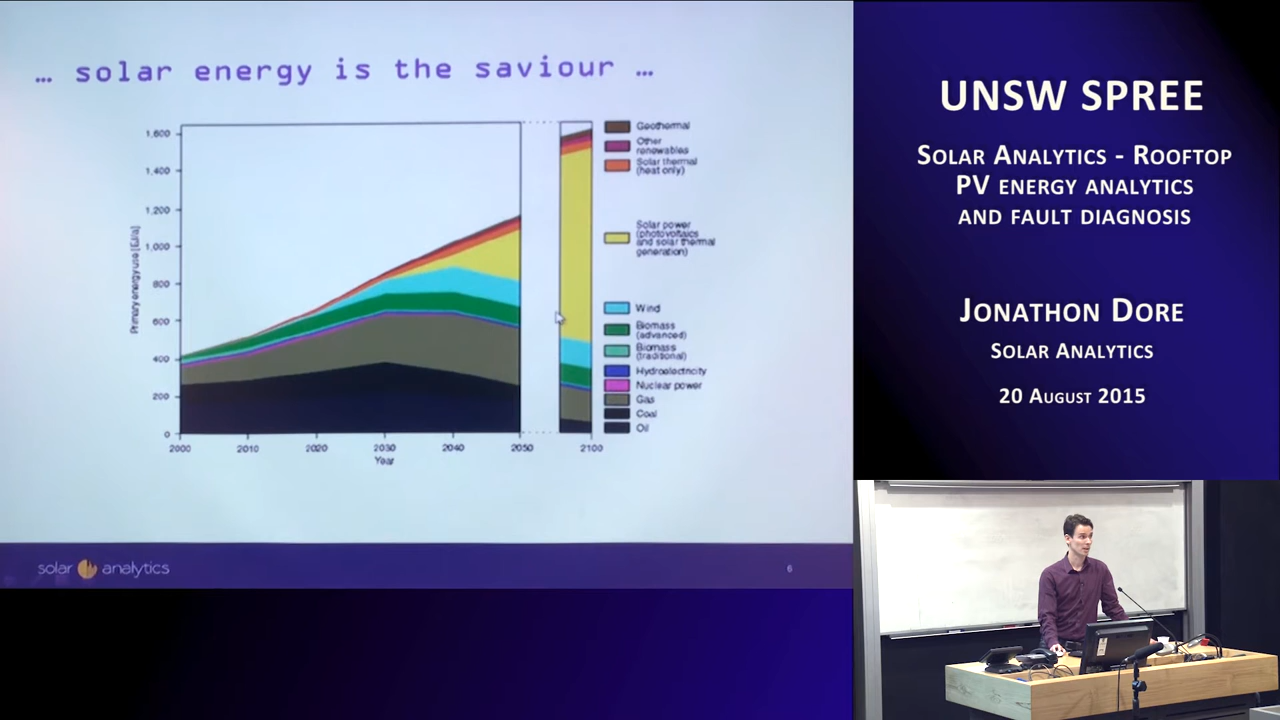 … solar energy is the saviour …
1,600
1,400
1,200
1,000
800
600
400
200
0
Primary energy use [EJ/a]
2000
2010
2020
2030
2040
2050
2100
Year
Geothermal
Other
renewables
Solar thermal
(heat only)
Solar power
(photovoltaics
and solar thermal
generation)
Wind
Biomass
(advanced)
Biomass
(traditional)
Hydroelectricity
Nuclear power
Gas
Coal
Oil
solar analytics
6
UNSW SPREE
Solar Analytics - Rooftop
PV energy analytics
and fault diagnosis
Jonathon Dore
Solar Analytics
20 August 2015